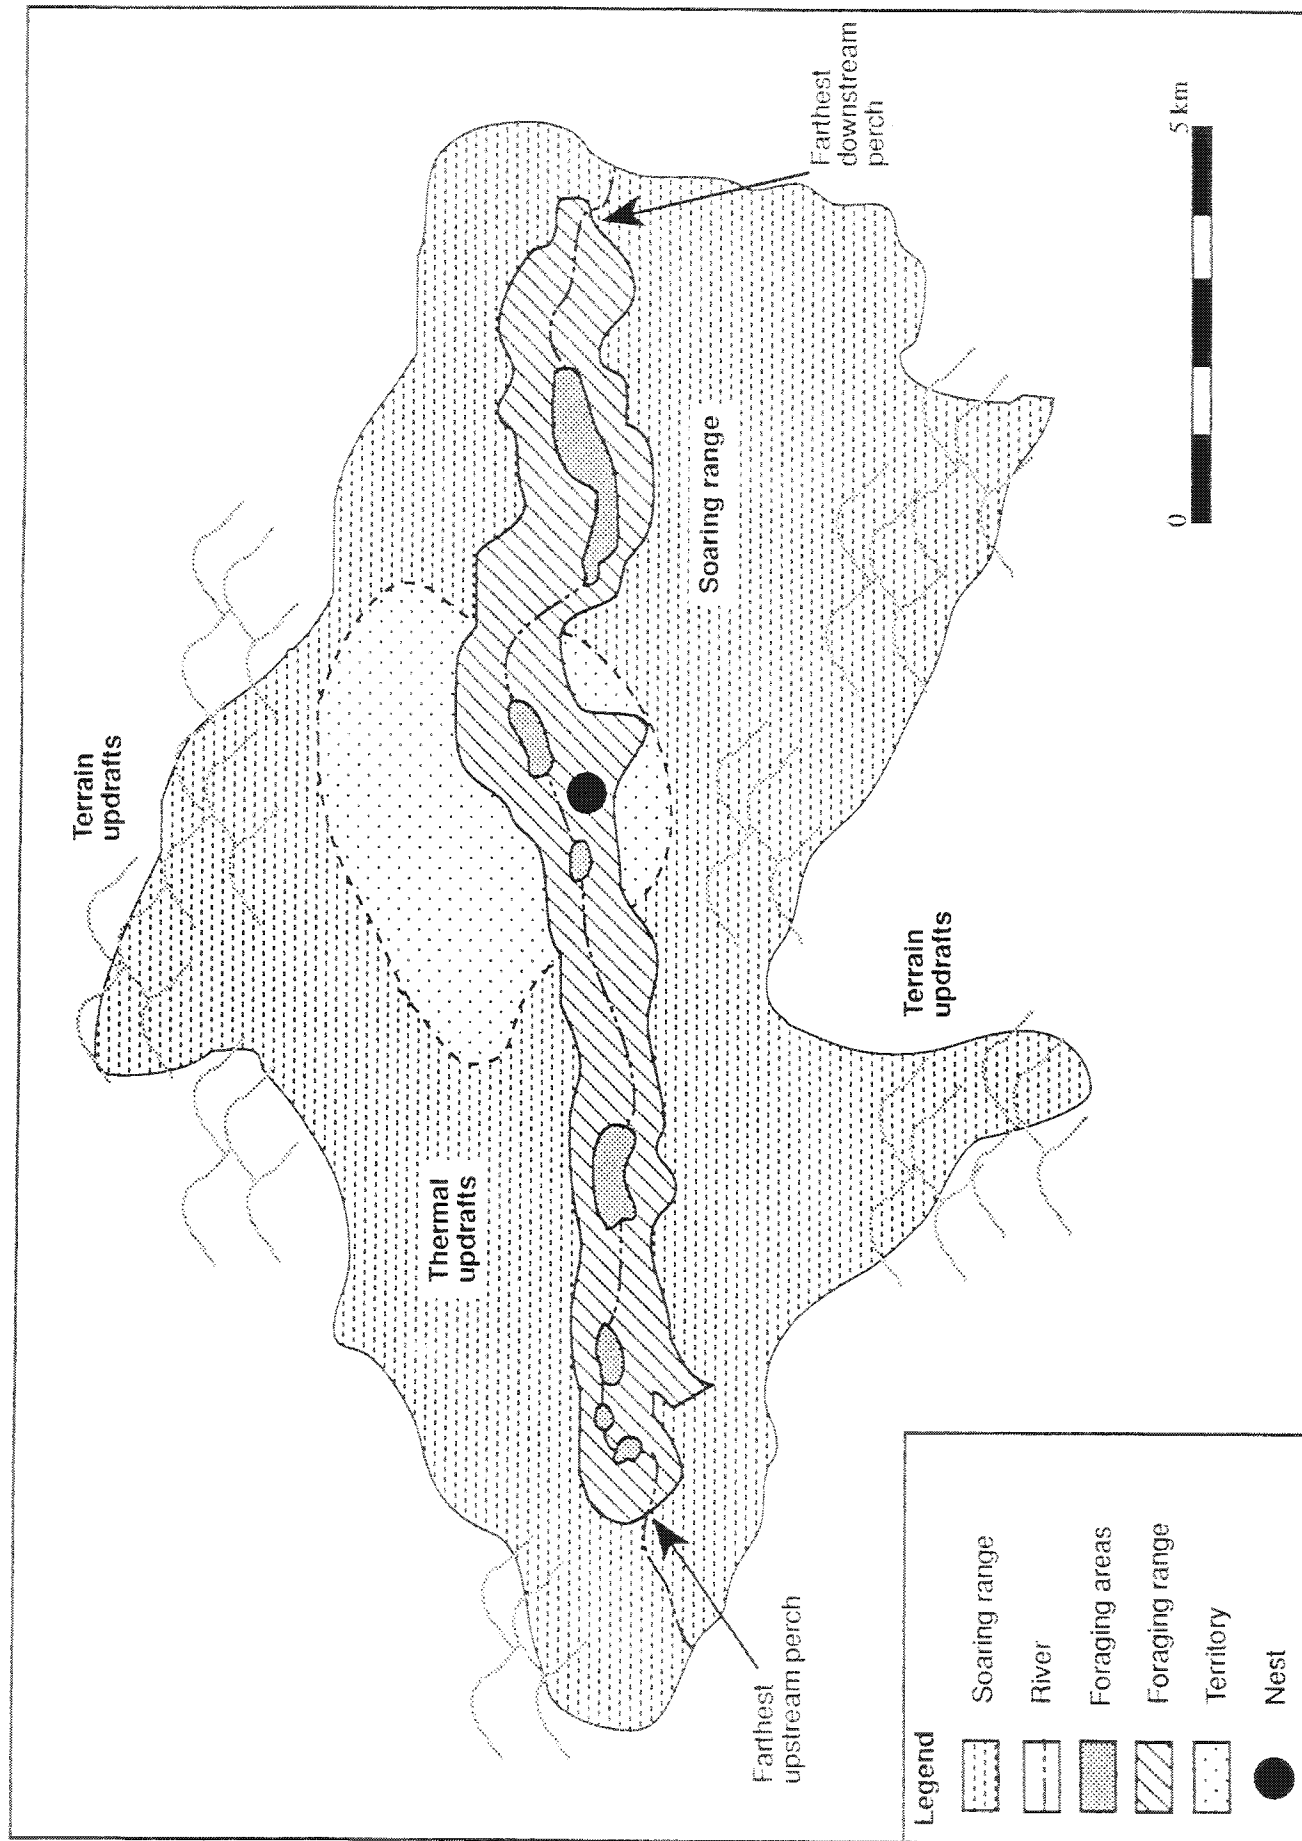 Terrain
updrafts
Thermal
updrafts
Soaring range
Terrain
updrafts
Farthest
upstream perch
Farthest
downstream
perch
0
5 km
Legend
Soaring range
River
Foraging areas
Foraging range
Territory
Nest